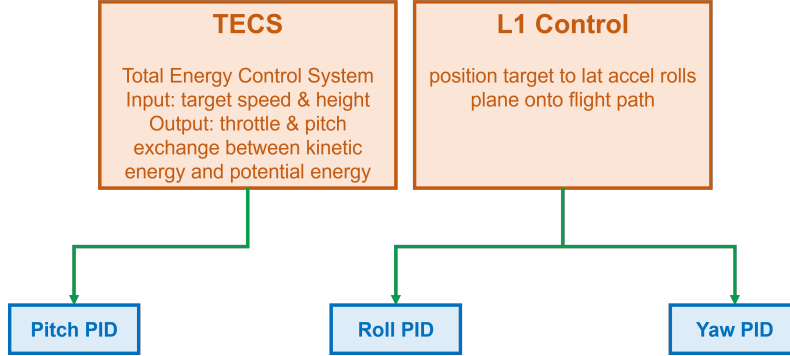 TECS
Total Energy Control System
Input: target speed & height
Output: throttle & pitch
exchange between kinetic
energy and potential energy
L1 Control
position target to lat accel rolls
plane onto flight path
Pitch PID
Roll PID
Yaw PID